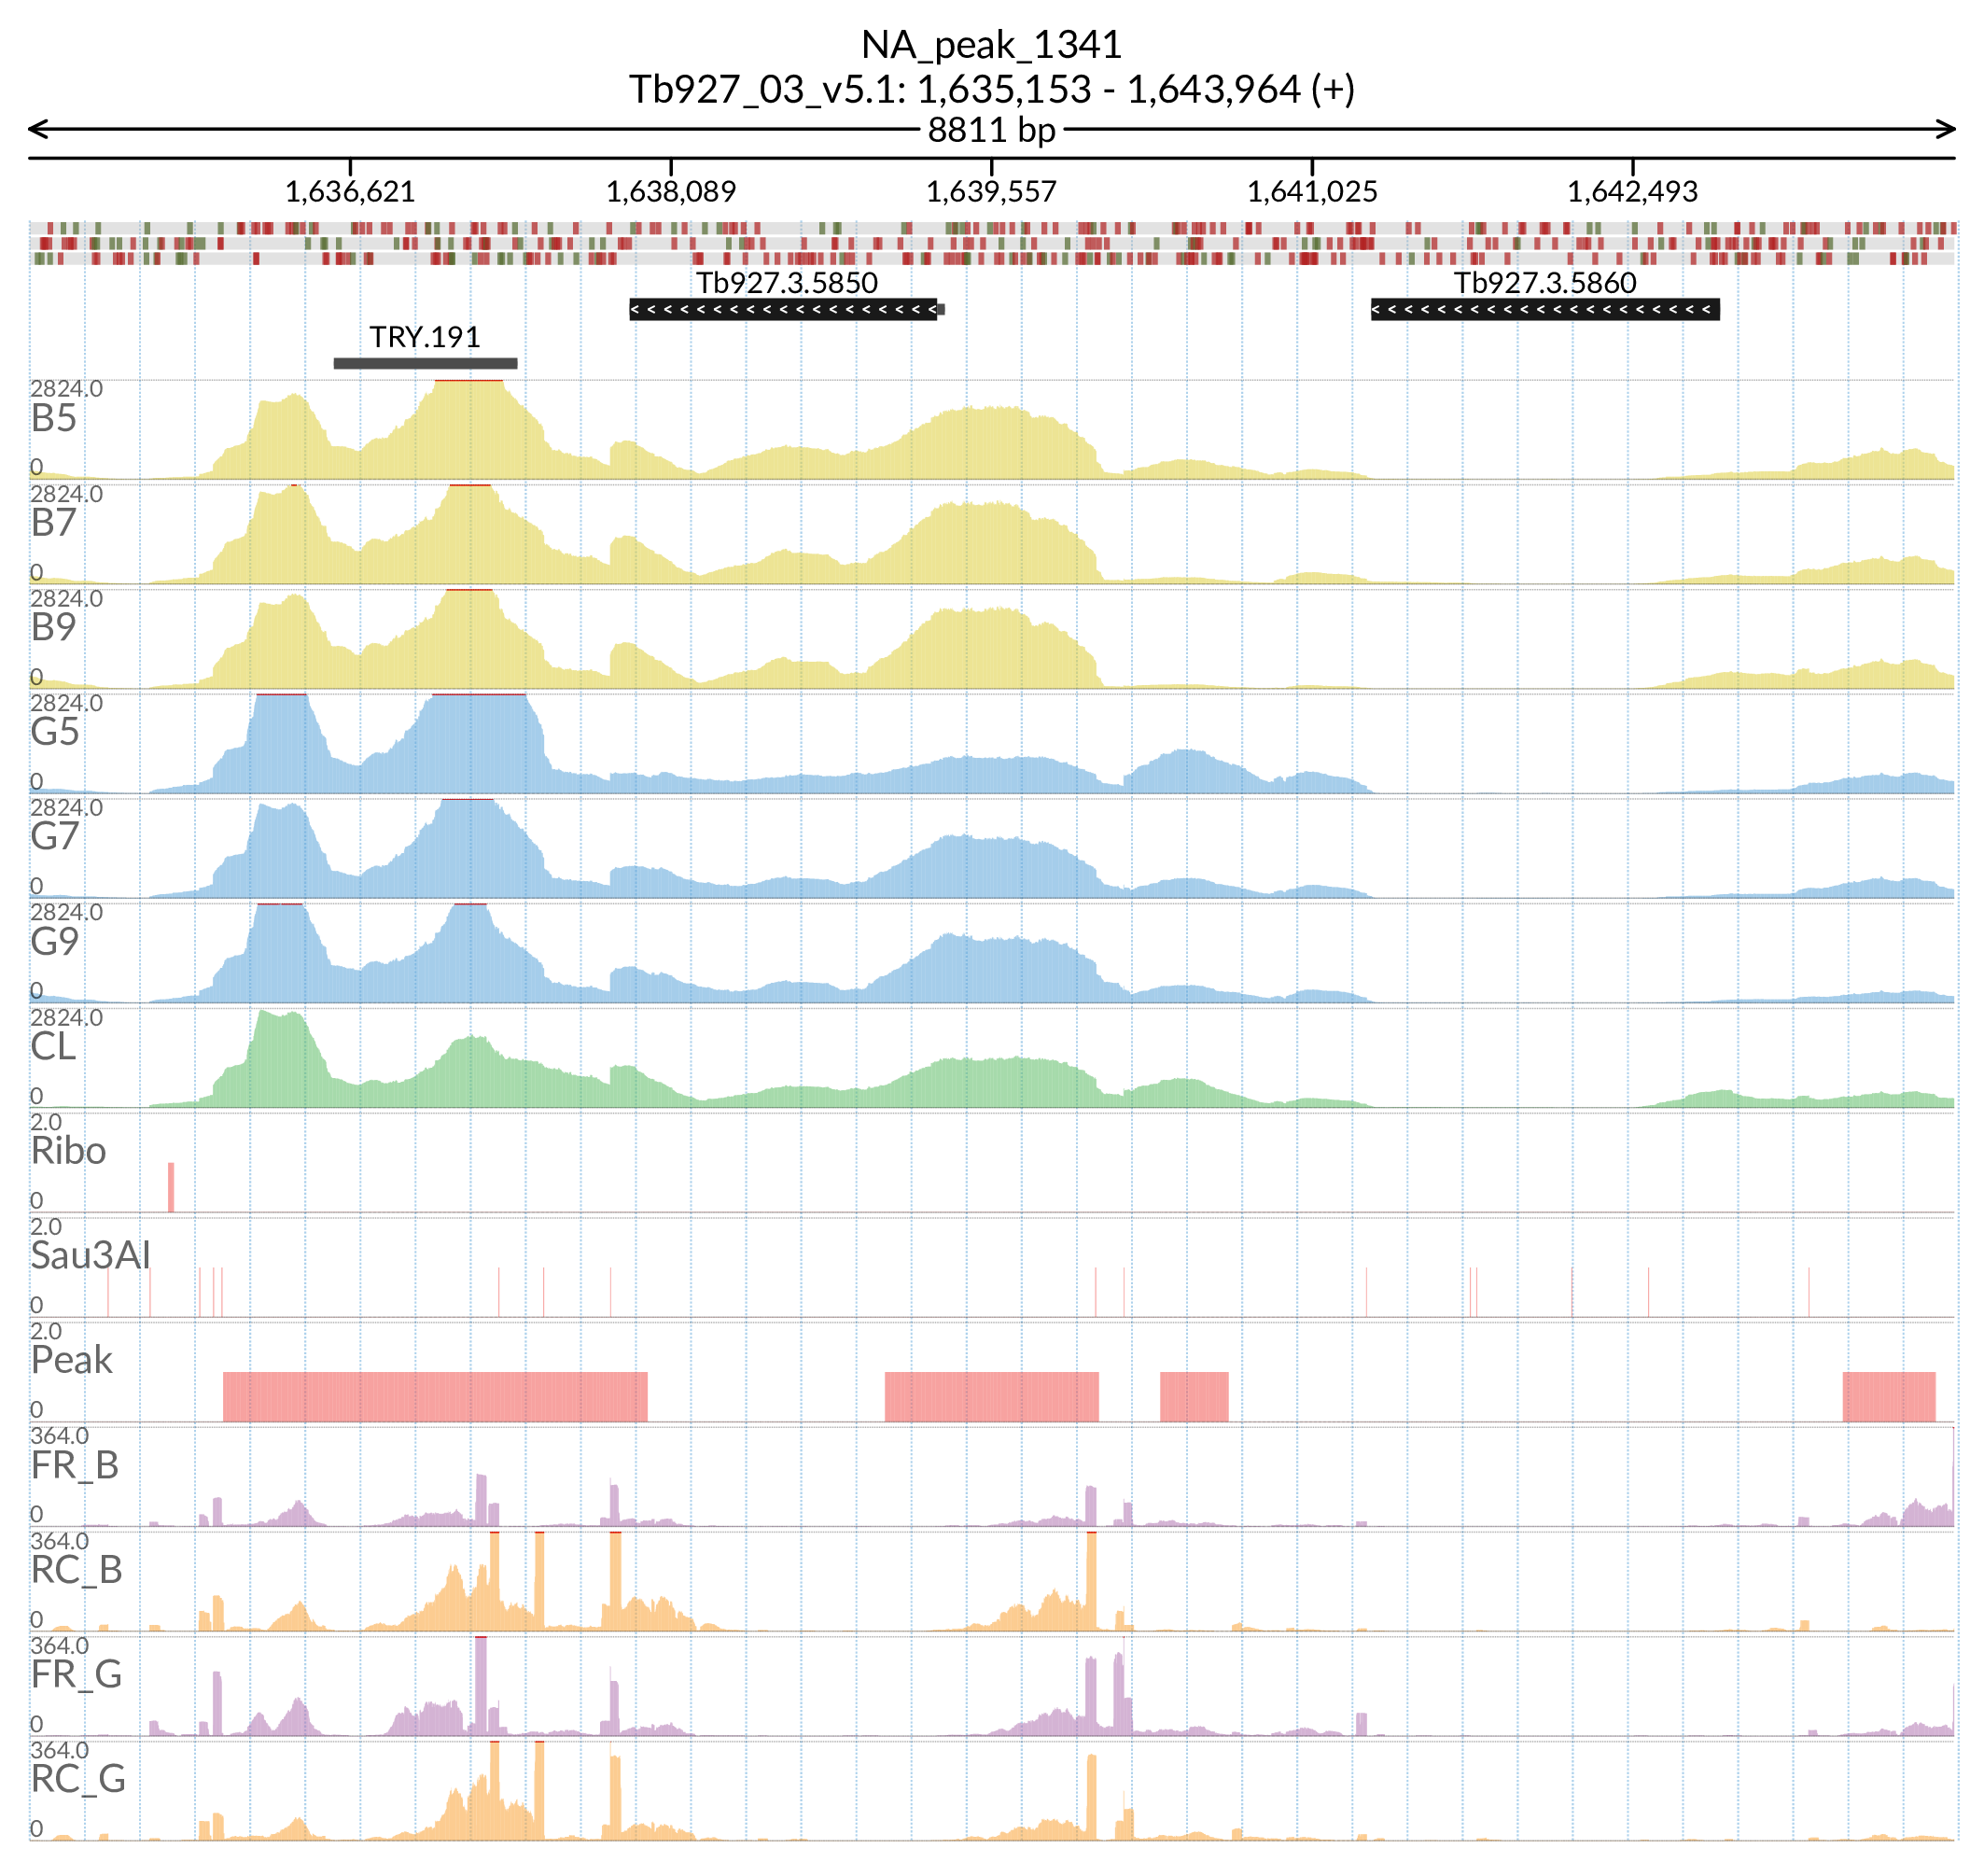 NA_peak_1341
Tb927_03_v5.1: 1,635,153 - 1,643,964 (+)
8811 bp
1,636,621 1,638,089 1,639,557 1,641,025 1,642,493
Tb927.3.5850 Tb927.3.5860
TRY.191
2824.0
B5
0
2824.0
B7
0
2824.0
B9
0
2824.0
G5
0
2824.0
G7
0
2824.0
G9
0
2824.0
CL
0
2.0
Ribo
0
2.0
Sau3AI
0
2.0
Peak
0
364.0
FR_B
0
364.0
RC_B
0
364.0
FR_G
0
364.0
RC_G
0